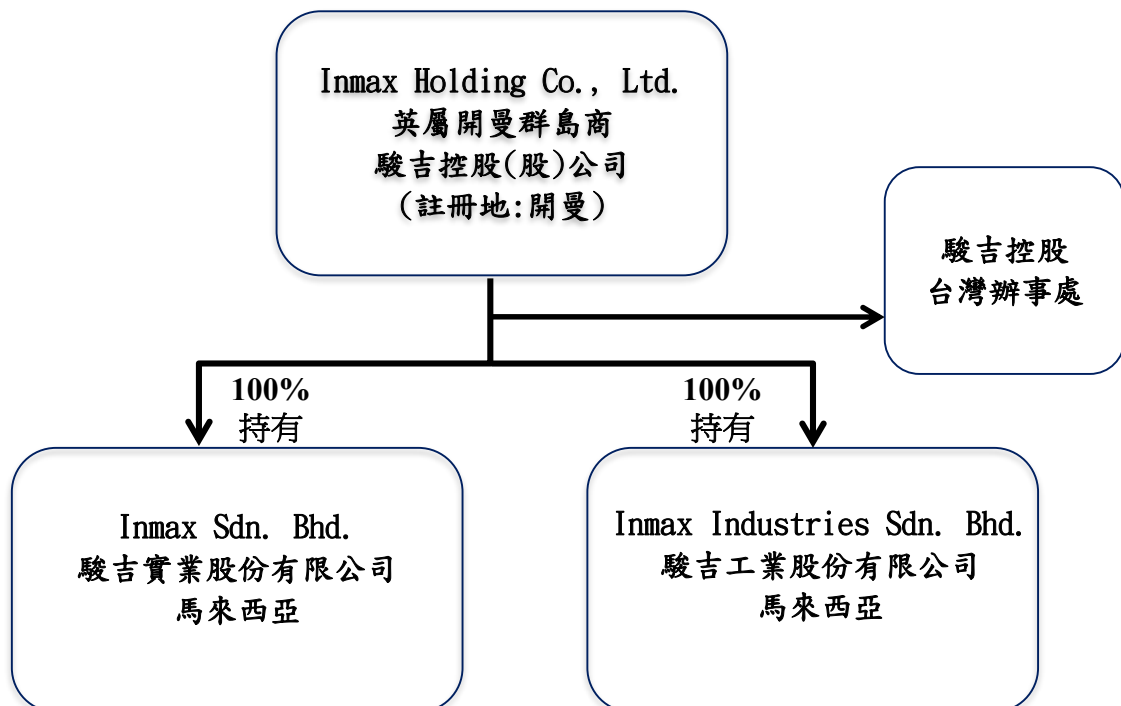 Inmax Holding Co., Ltd.
英屬開曼群島商
駿吉控股(股)公司
(註冊地:開曼)
駿吉控股
台灣辦事處
100%
持有
100%
持有
Inmax Sdn. Bhd.
駿吉實業股份有限公司
馬來西亞
Inmax Industries Sdn. Bhd.
駿吉工業股份有限公司
馬來西亞